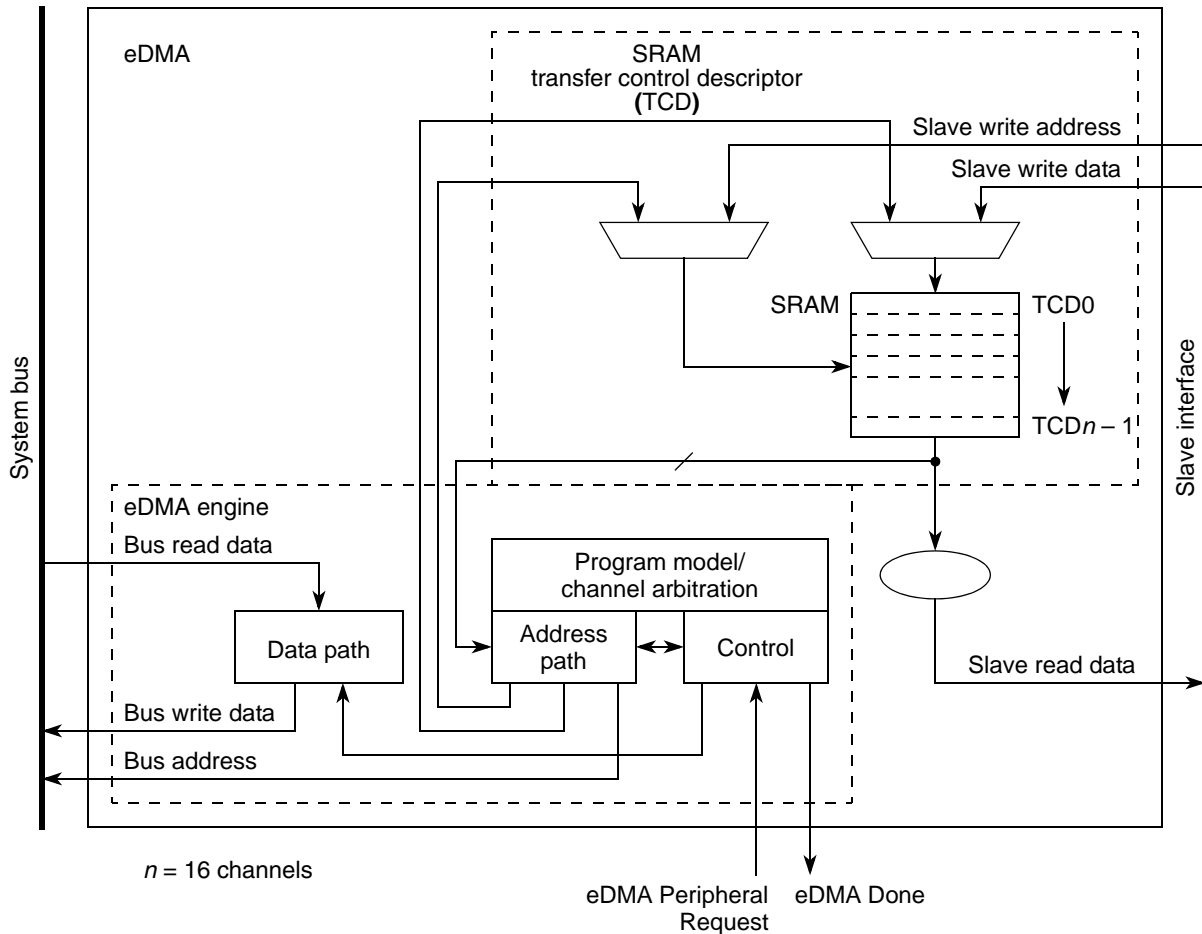 eDMA
SRAM
transfer control descriptor
(TCD)
Slave write address
Slave write data
SRAM
TCD0
TCDn – 1
System bus
Slave interface
eDMA engine
Bus read data
Program model/
channel arbitration
Data path
Address
path
Control
Slave read data
Bus write data
Bus address
n = 16 channels
eDMA Peripheral
Request
eDMA Done